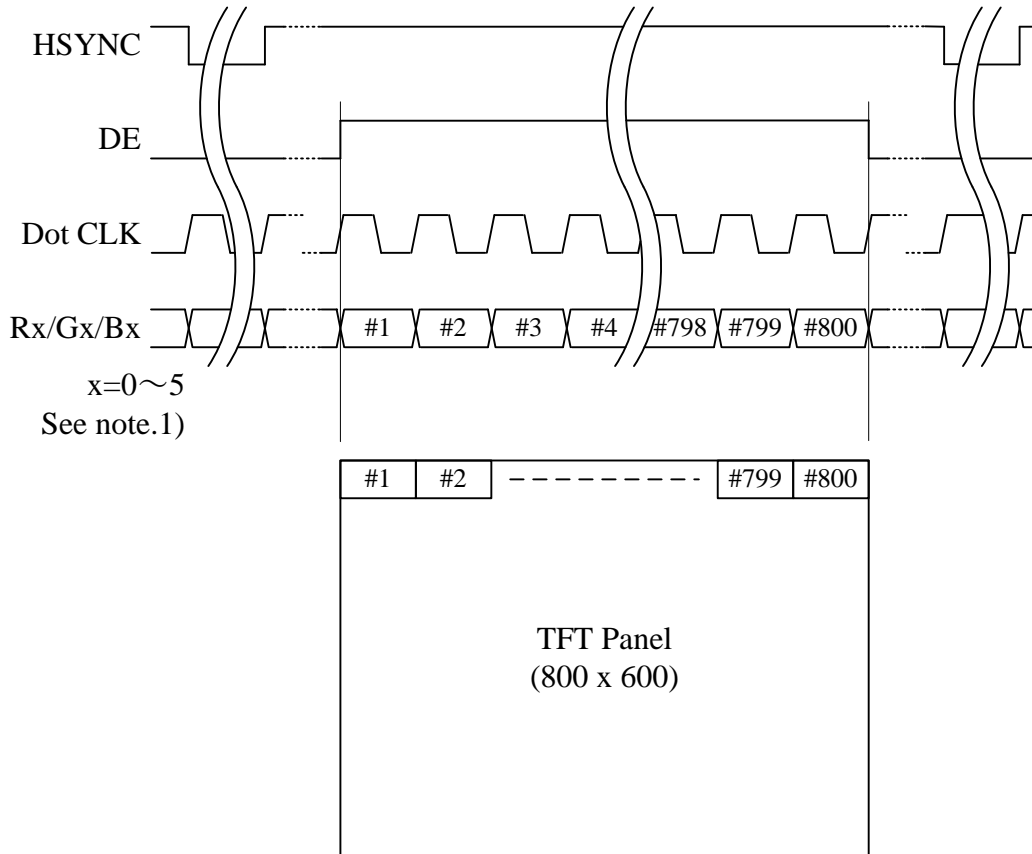 HSYNC
DE
Dot CLK
Rx/Gx/Bx #1 #2 #3 #4 #798 #799 #800
x=0～5
See note.1)
#1 #2 #799 #800
TFT Panel
(800 x 600)